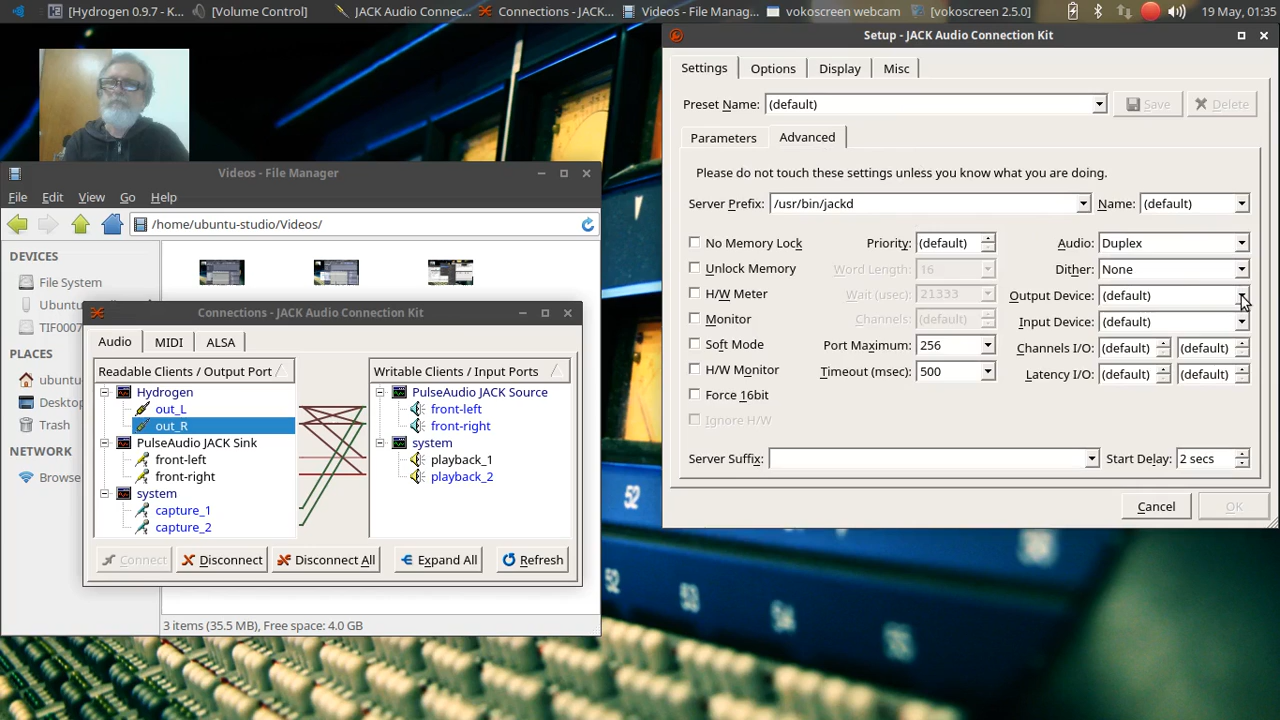 [Hydrogen 0.9.7 - K...
[Volume Control]
JACK Audio Connec...
Connections - JACK...
Videos - File Manag...
vokoscreen webcam
[vokoscreen 2.5.0]
19 May, 01:35
Setup - JACK Audio Connection Kit
Settings
Options
Display
Misc
Preset Name:
(default)
Save
Delete
Parameters
Advanced
Please do not touch these settings unless you know what you are doing.
Server Prefix:
/usr/bin/jackd
Name:
(default)
No Memory Lock
Priority:
(default)
Audio:
Duplex
Unlock Memory
Word Length:
16
Dither:
None
H/W Meter
Wait (usec):
21333
Output Device:
(default)
Monitor
Channels:
(default)
Input Device:
(default)
Soft Mode
Port Maximum:
256
Channels I/O:
(default)
(default)
H/W Monitor
Timeout (msec):
500
Latency I/O:
(default)
(default)
Force 16bit
Ignore H/W
Server Suffix:
Start Delay:
2 secs
Cancel
OK
Videos - File Manager
File
Edit
View
Go
Help
/home/ubuntu-studio/Videos/
DEVICES
File System
Ubuntu
TIF0007
PLACES
ubuntu
Deskto
Trash
NETWORK
Browse
3 items (35.5 MB), Free space: 4.0 GB
Connections - JACK Audio Connection Kit
Audio
MIDI
ALSA
Readable Clients / Output Port
Writable Clients / Input Ports
Hydrogen
out_L
out_R
PulseAudio JACK Sink
front-left
front-right
system
capture_1
capture_2
PulseAudio JACK Source
front-left
front-right
system
playback_1
playback_2
Connect
Disconnect
Disconnect All
Expand All
Refresh
52
52
53